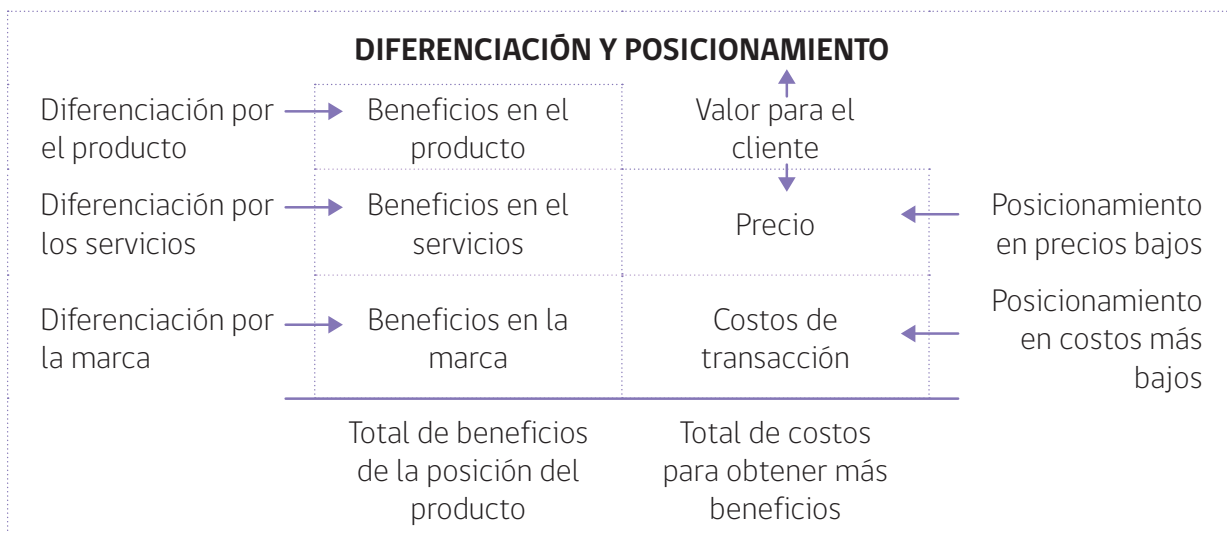 DIFERENCIACIÓN Y POSICIONAMIENTO
Diferenciación por
el producto
Beneficios en el
producto
Valor para el
cliente
Diferenciación por
los servicios
Beneficios en el
servicios
Precio
Posicionamiento
en precios bajos
Diferenciación por
la marca
Beneficios en la
marca
Costos de
transacción
Posicionamiento
en costos más
bajos
Total de beneficios
de la posición del
producto
Total de costos
para obtener más
beneficios